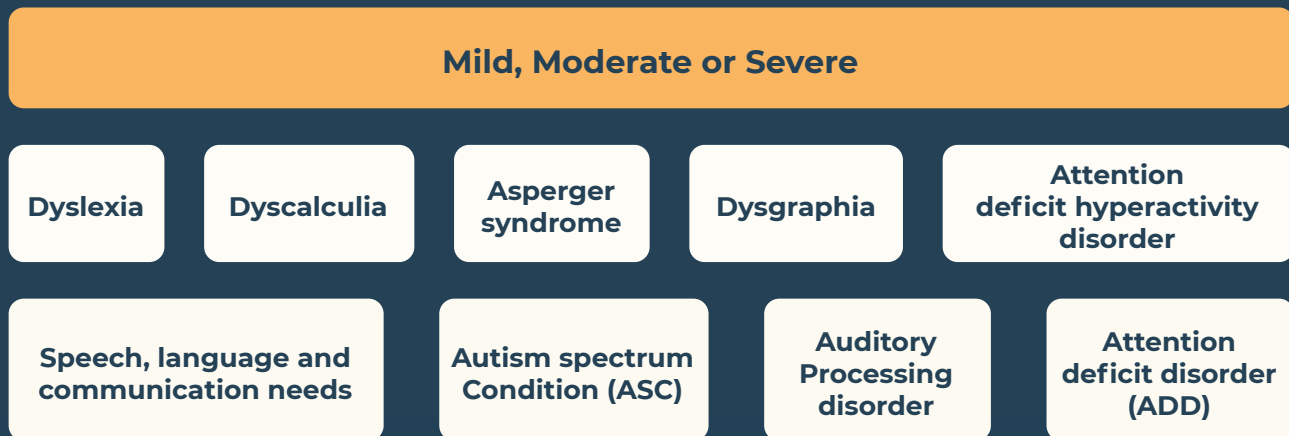 Mild, Moderate or Severe
Dyslexia
Dyscalculia
Asperger
syndrome
Dysgraphia
Attention
deficit hyperactivity
disorder
Speech, language and
communication needs
Autism spectrum
Condition (ASC)
Auditory
Processing
disorder
Attention
deficit disorder
(ADD)